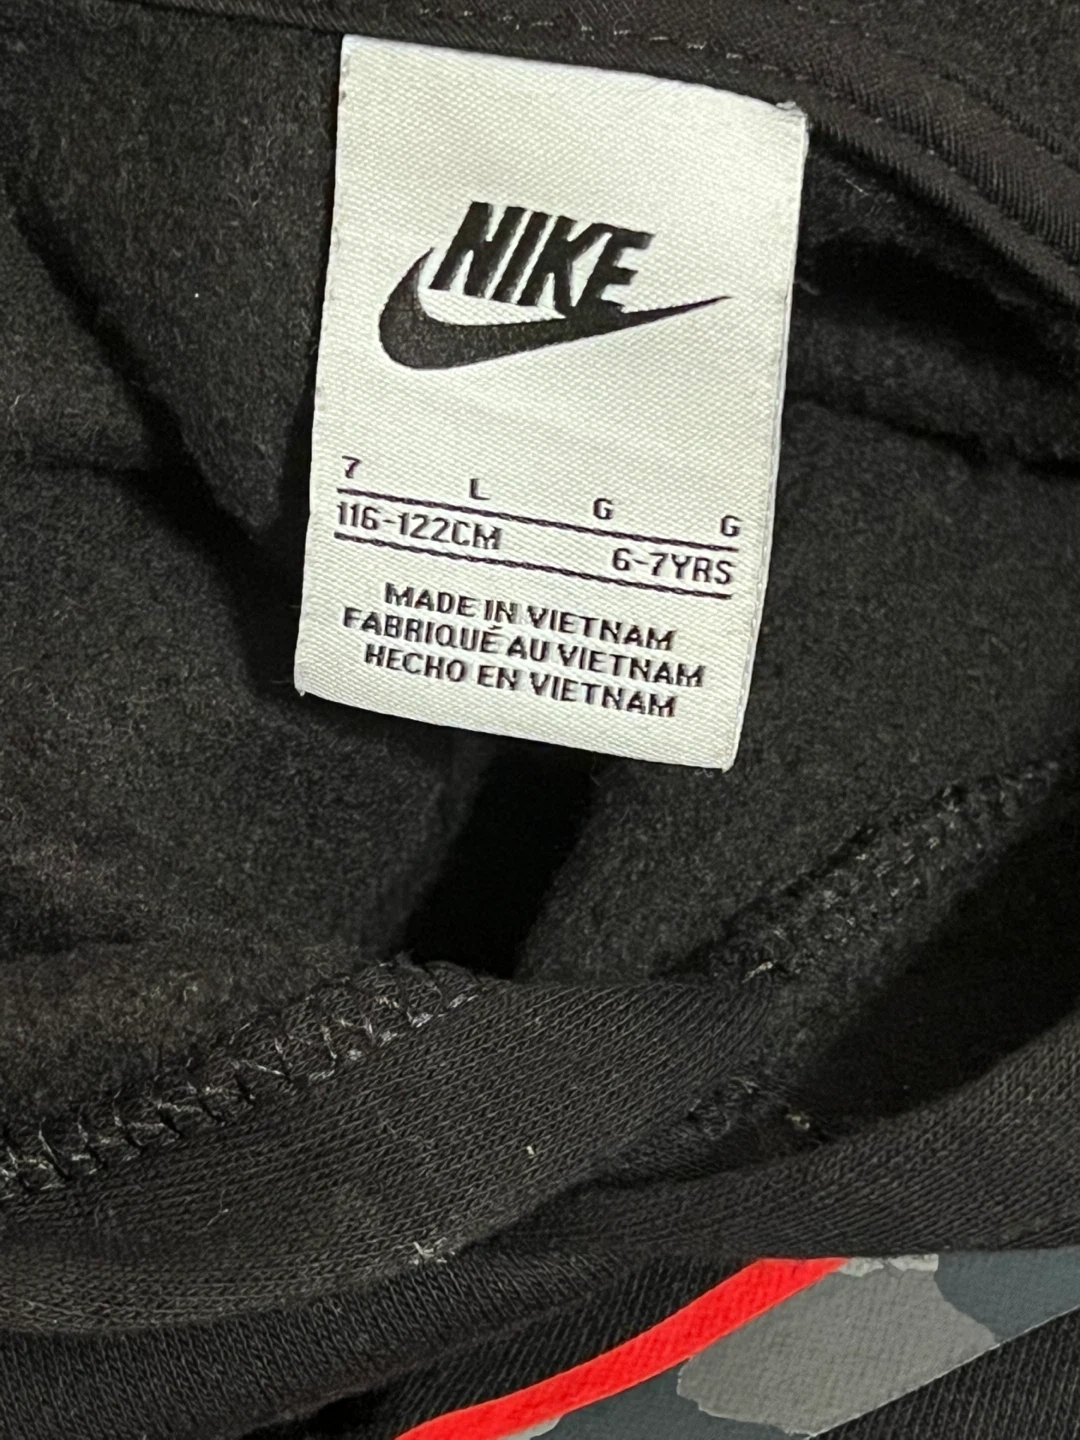 NIKE
7 L G G
116-122CM 6-7YRS
MADE IN VIETNAM
FABRIQUÉ AU VIETNAM
HECHO EN VIETNAM